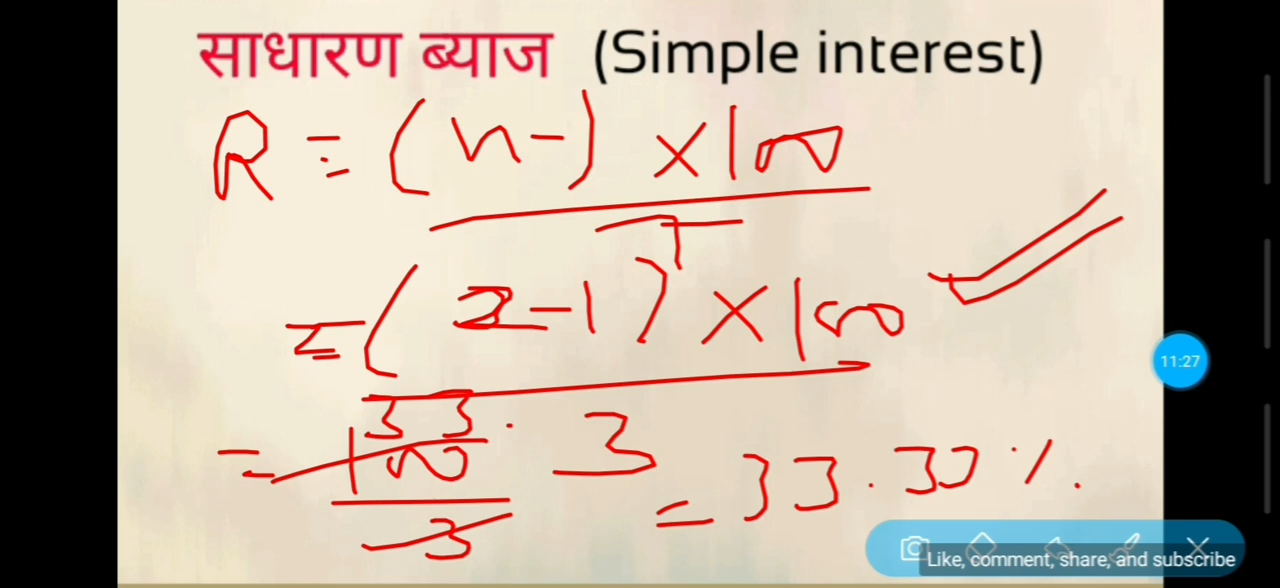 साधारण ब्याज (Simple interest)
R = (n-) × 100
T
= (2-1) × 100
3
= 100
3
33.
= 33.33%.
11:27
Like, comment, share, and subscribe